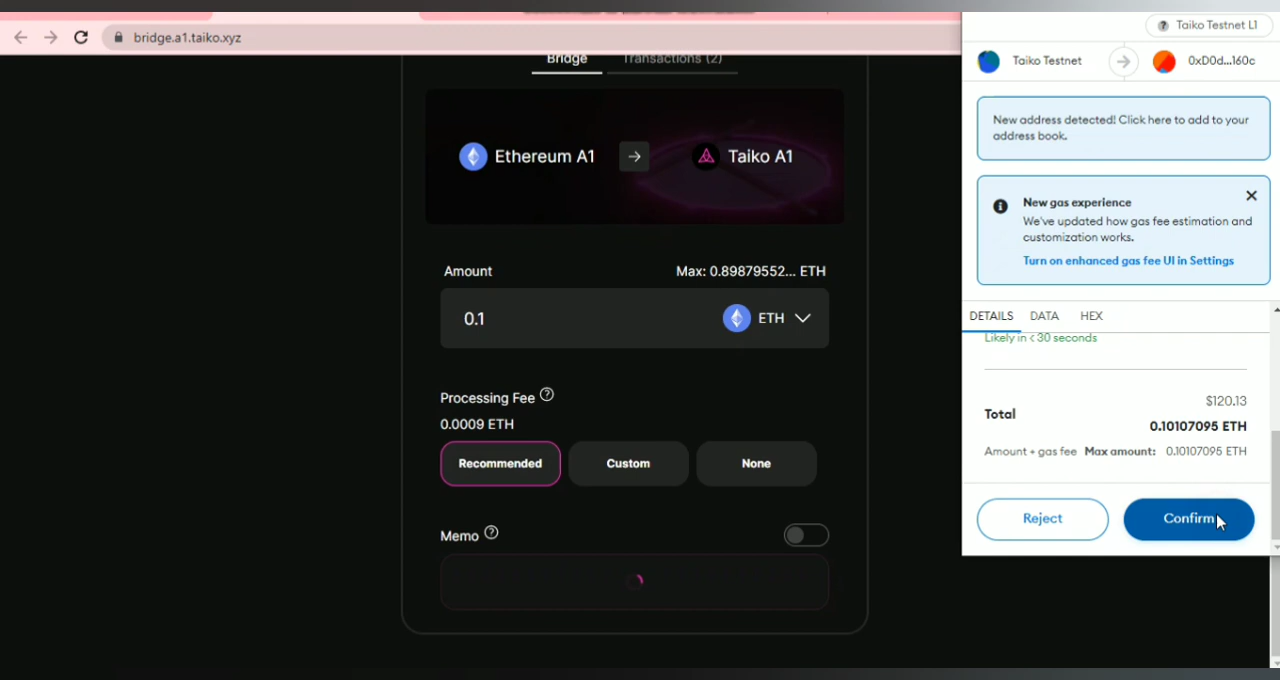 bridge.a1.taiko.xyz
Bridge Transactions (2)
Ethereum A1 Taiko A1
Amount Max: 0.89879552... ETH
0.1 ETH
Processing Fee
0.0009 ETH
Recommended Custom None
Memo
Taiko Testnet L1
Taiko Testnet 0xD0d...160c
New address detected! Click here to add to your
address book.
New gas experience
We've updated how gas fee estimation and
customization works.
Turn on enhanced gas fee UI in Settings
DETAILS DATA HEX
Likely in < 30 seconds
$120.13
Total
0.10107095 ETH
Amount + gas fee Max amount: 0.10107095 ETH
Reject Confirm